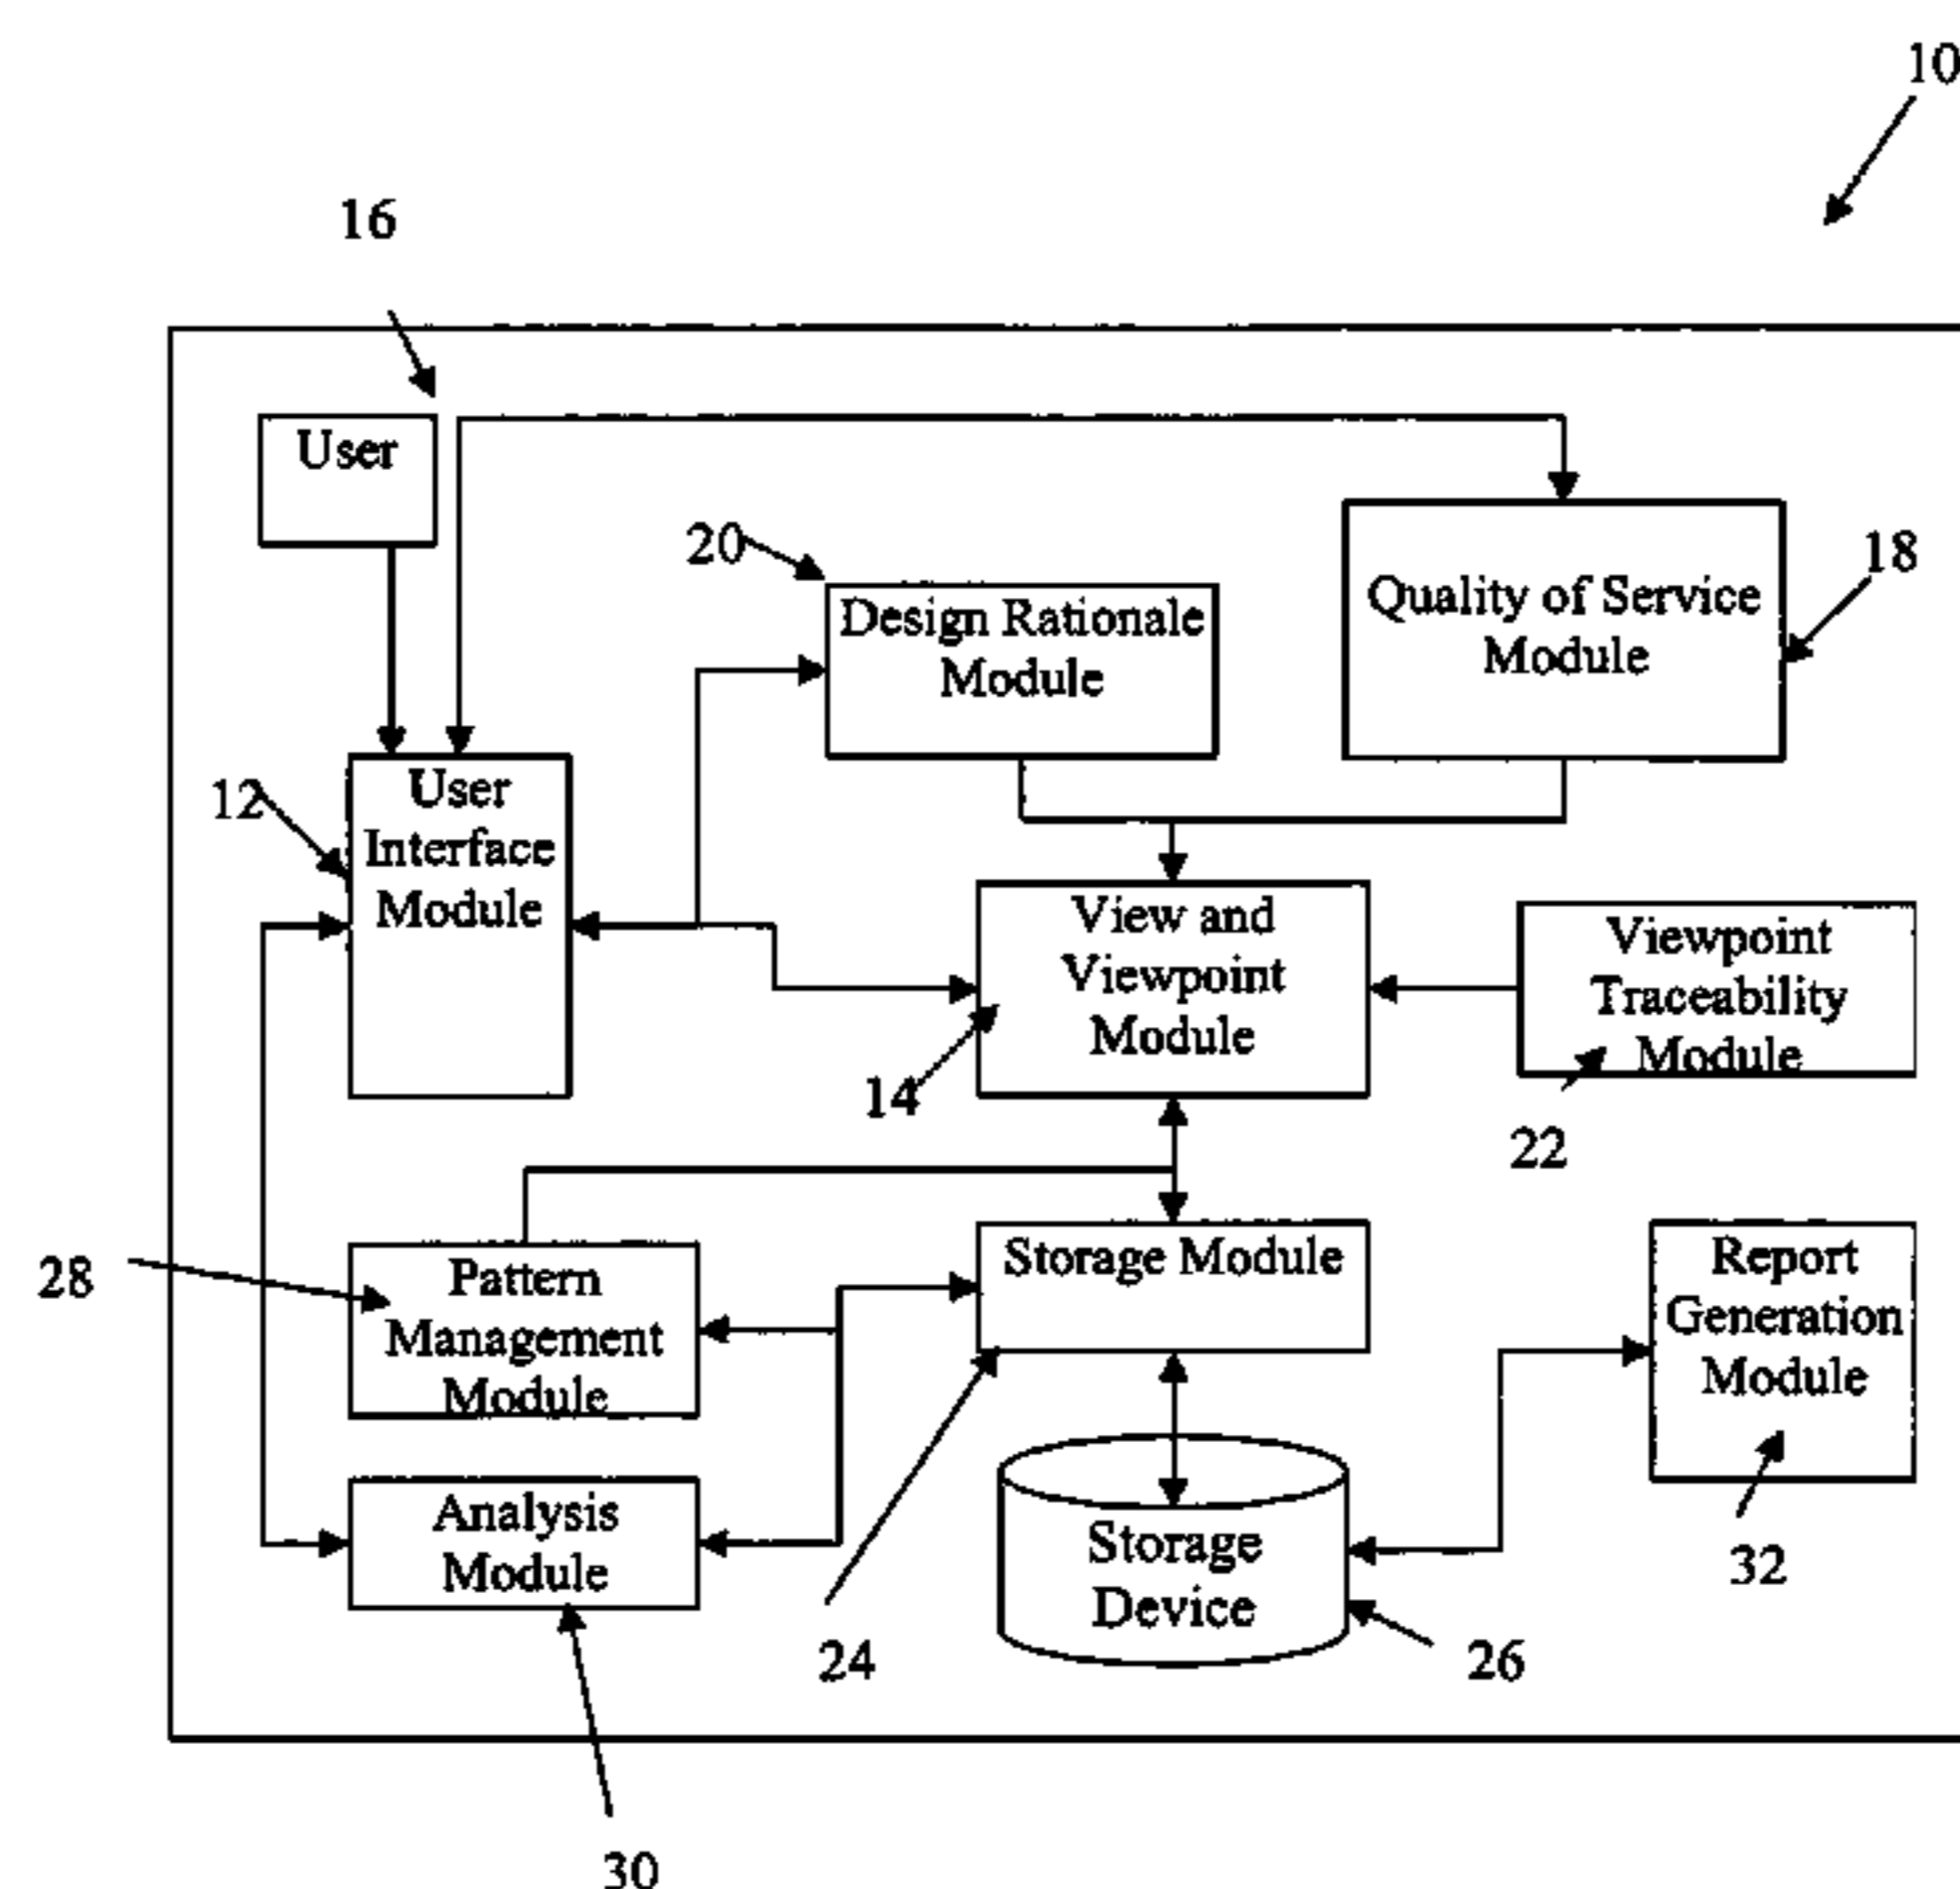 10
16
User
20
Design Rationale
Module
Quality of Service
Module
18
12
User
Interface
Module
View and
Viewpoint
Module
14
Viewpoint
Traceability
Module
22
28
Pattern
Management
Module
Storage Module
Report
Generation
Module
32
Analysis
Module
Storage
Device
24
26
30